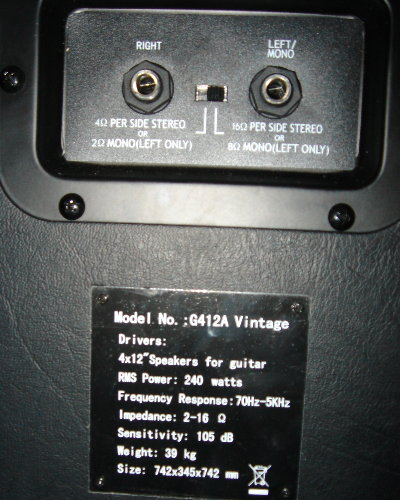 RIGHT
LEFT/
MONO
4Ω PER SIDE STEREO
OR
2Ω MONO(LEFT ONLY)
16Ω PER SIDE STEREO
OR
8Ω MONO(LEFT ONLY)
Model No.:G412A Vintage
Drivers:
4x12"Speakers for guitar
RMS Power: 240 watts
Frequency Response:70Hz-5KHz
Impedance: 2-16 Ω
Sensitivity: 105 dB
Weight: 39 kg
Size: 742x345x742 mm